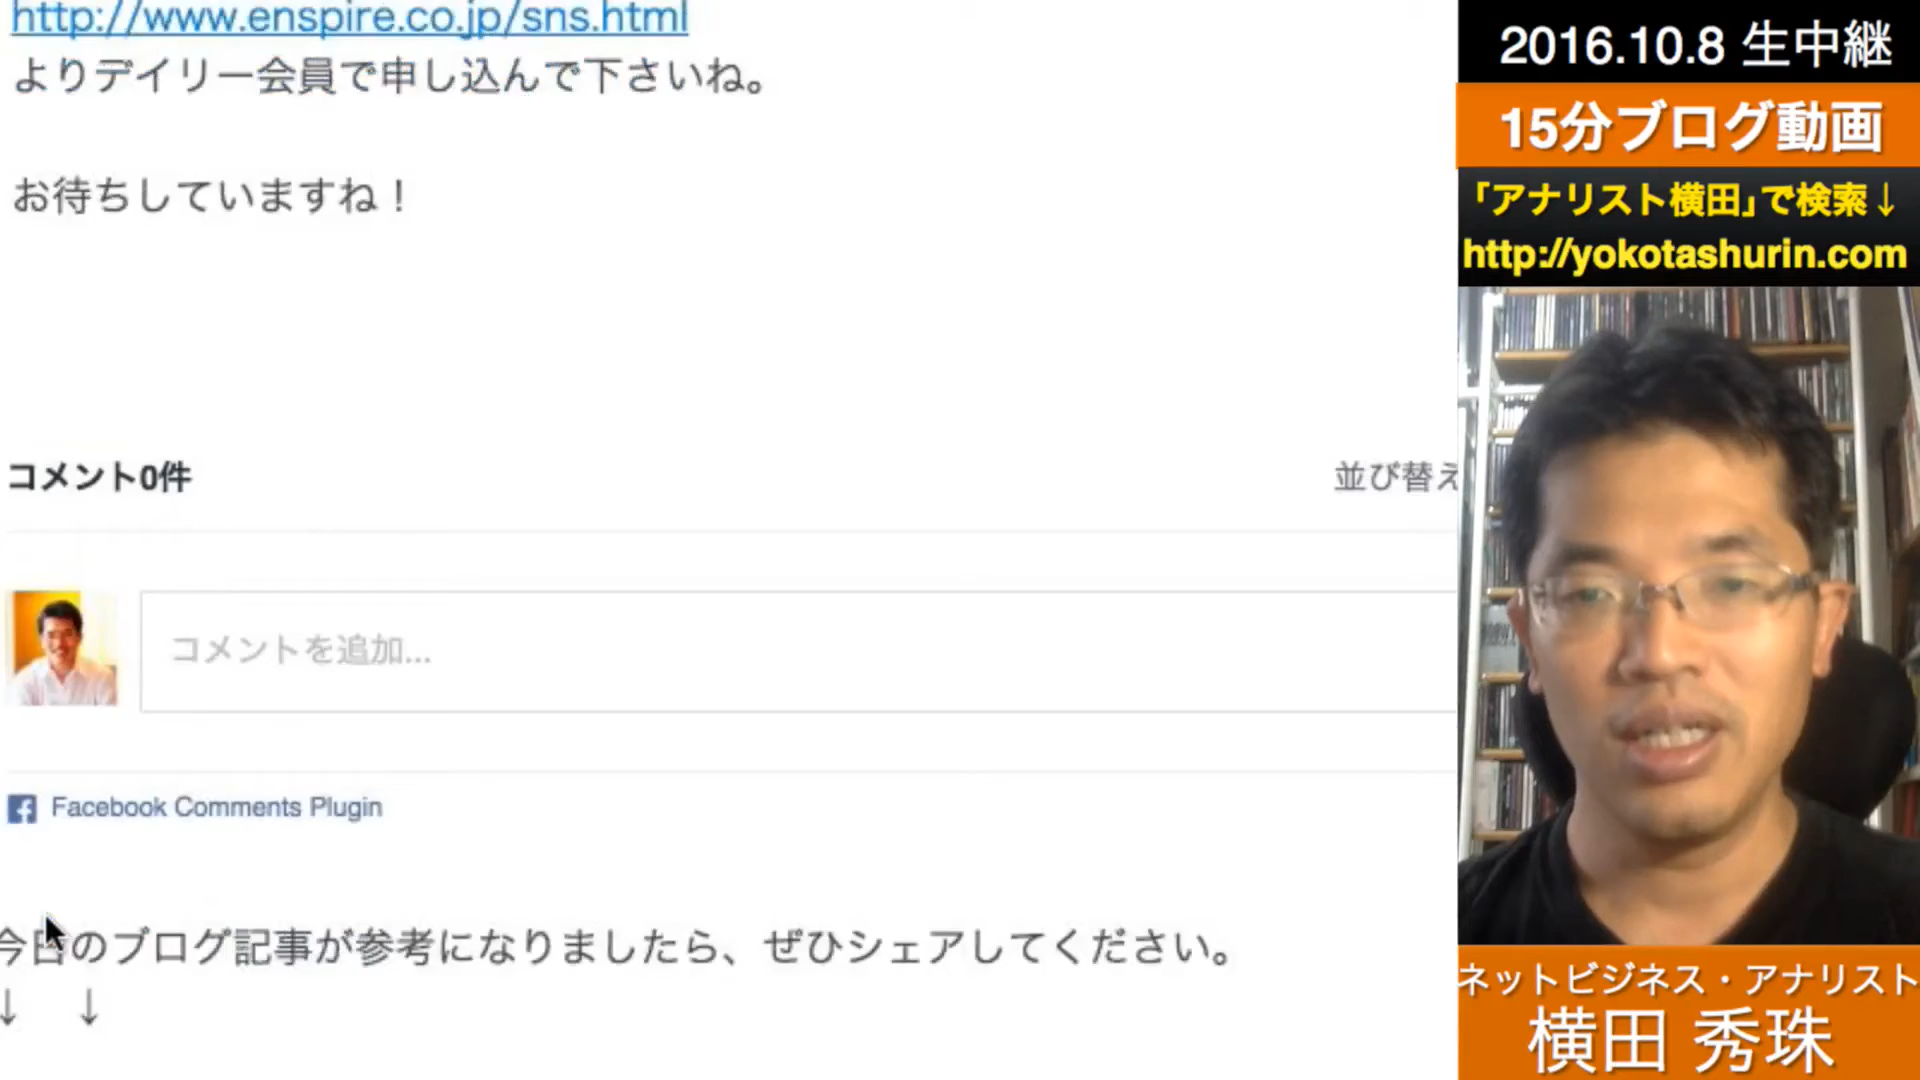 http://www.enspire.co.jp/sns.html
よりデイリー会員で申し込んで下さいね。
お待ちしていますね！
コメント0件
並び替え
コメントを追加...
Facebook Comments Plugin
今日のブログ記事が参考になりましたら、ぜひシェアしてください。
↓ ↓
2016.10.8 生中継
15分ブログ動画
「アナリスト横田」で検索↓
http://yokotashurin.com
ネットビジネス・アナリスト
横田 秀珠